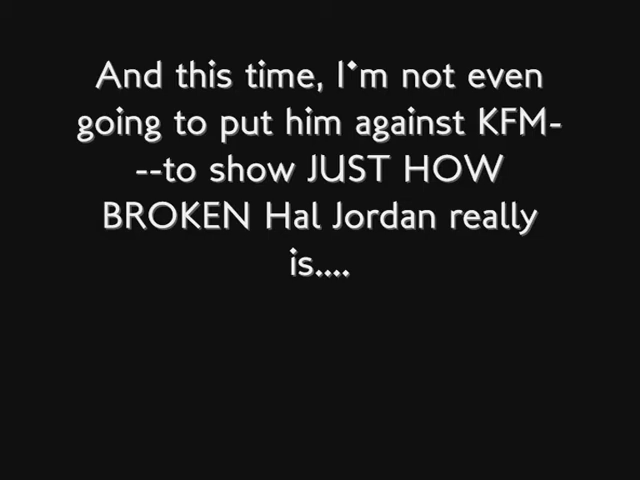 And this time, I'm not even
going to put him against KFM-
--to show JUST HOW
BROKEN Hal Jordan really
is....